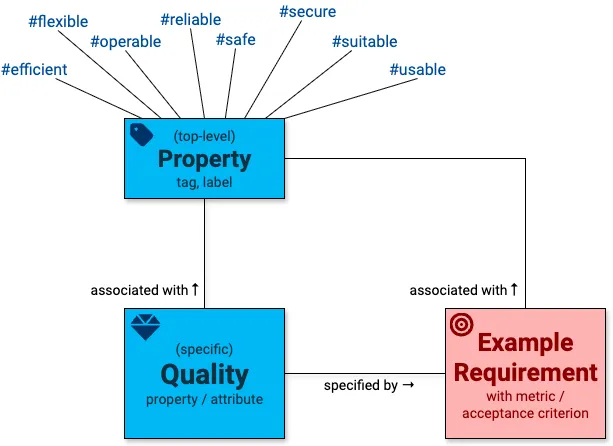 #secure
#reliable
#flexible
#operable
#safe
#suitable
#efficient
#usable
(top-level)
Property
tag, label
associated with ↑
associated with ↑
(specific)
Quality
property / attribute
specified by →
Example
Requirement
with metric /
acceptance criterion